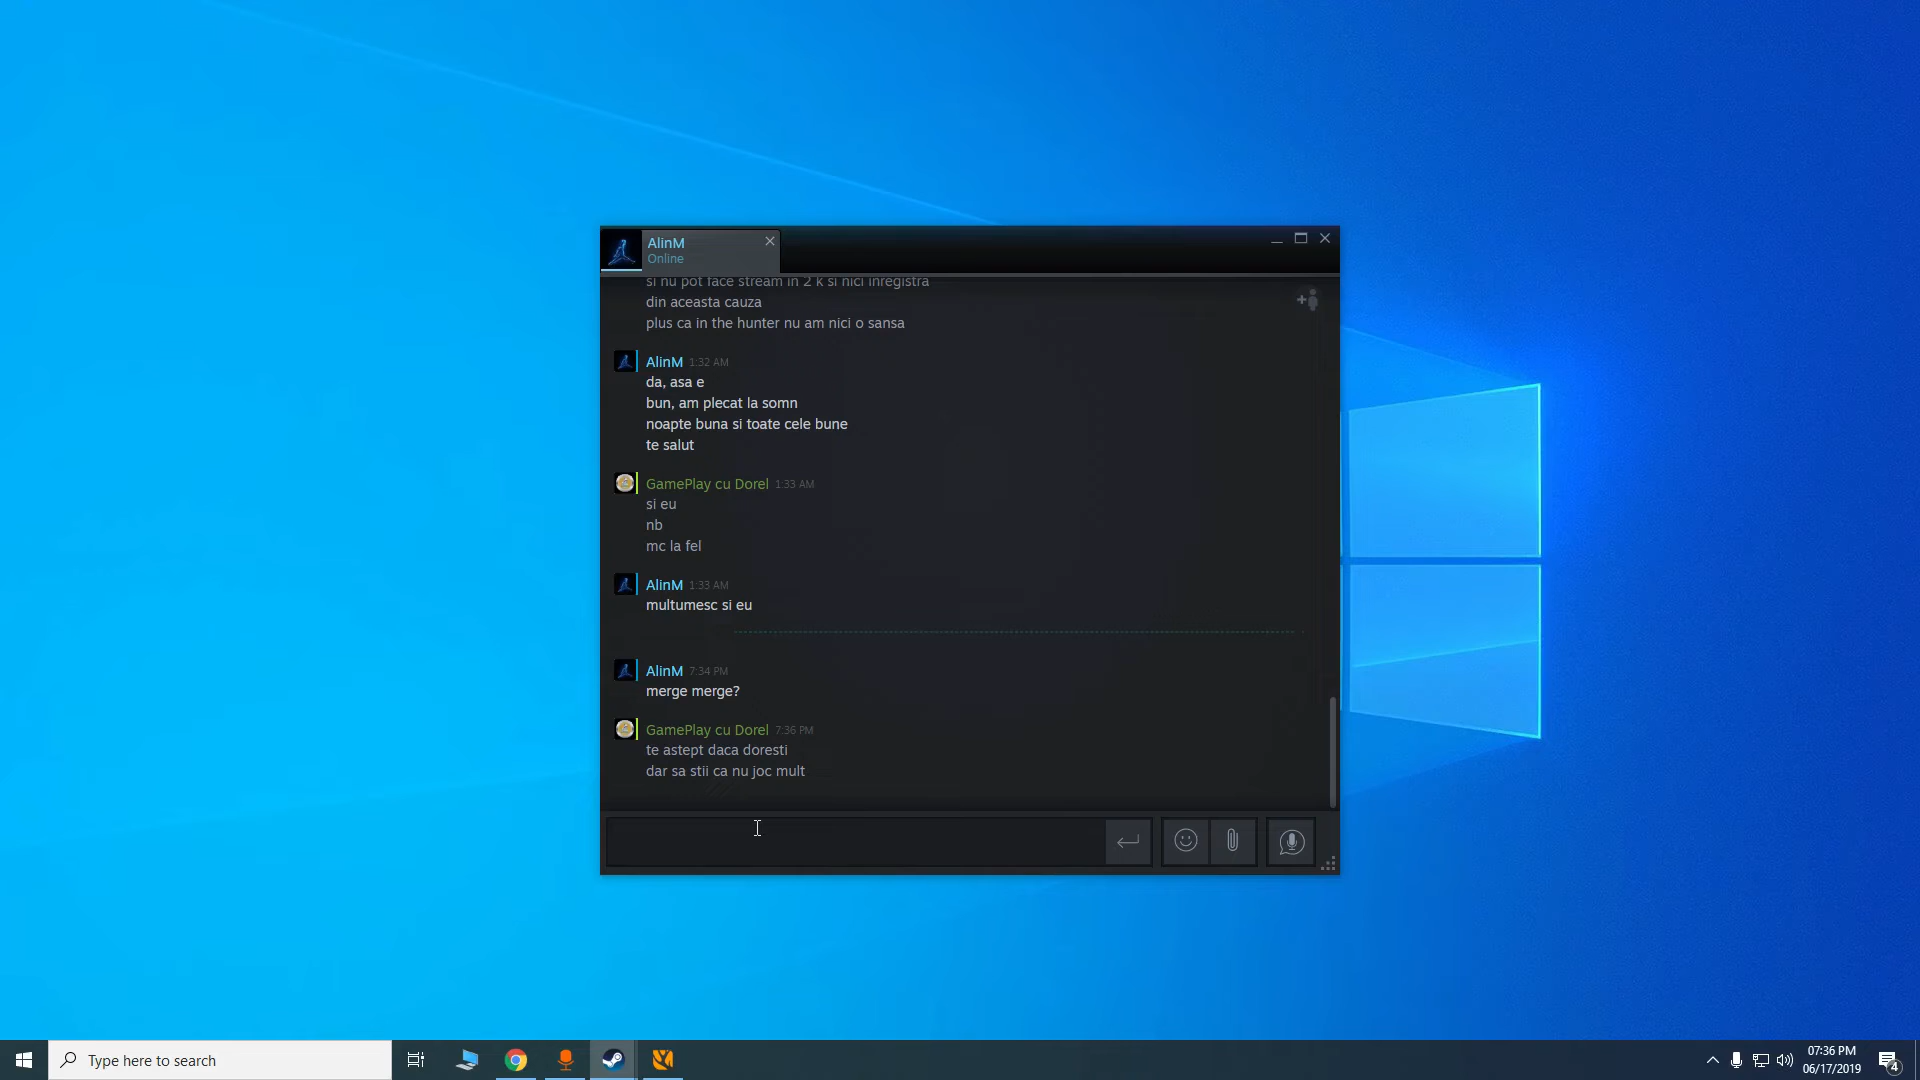 AlinM
Online
si nu pot face stream in 2 k si nici inregistra
din aceasta cauza
plus ca in the hunter nu am nici o sansa
AlinM 1:32 AM
da, asa e
bun, am plecat la somn
noapte buna si toate cele bune
te salut
GamePlay cu Dorel 1:33 AM
si eu
nb
mc la fel
AlinM 1:33 AM
multumesc si eu
AlinM 7:34 PM
merge merge?
GamePlay cu Dorel 7:36 PM
te astept daca doresti
dar sa stii ca nu joc mult
Type here to search
07:36 PM
06/17/2019
4